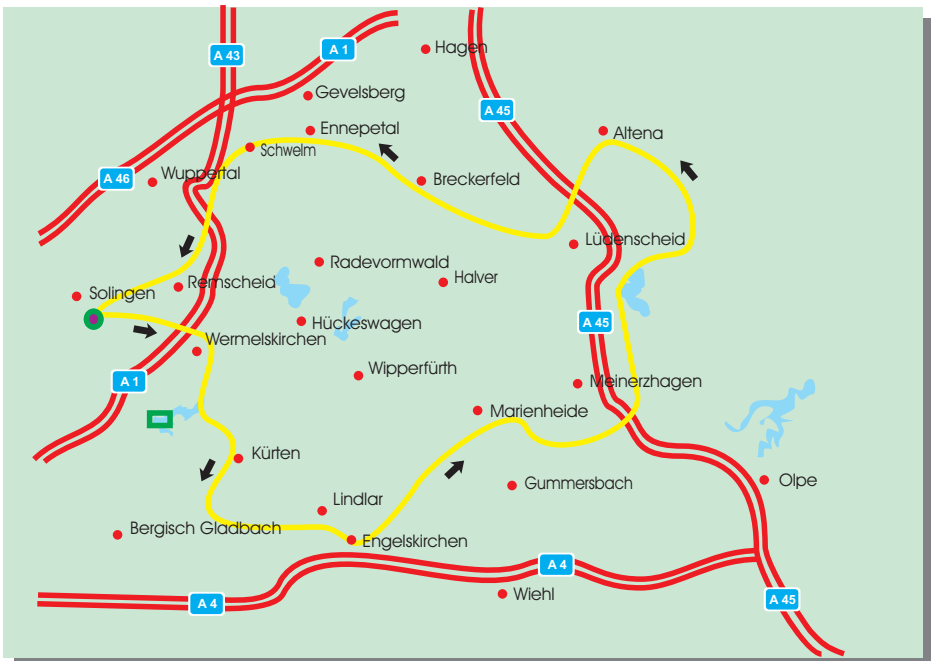 Hagen
A 1
A 43
Gevelsberg
A 45
Ennepetal
Altena
Schwelm
Wuppertal
A 46
Breckerfeld
Lüdenscheid
Radevormwald
Halver
Remscheid
Solingen
Hückeswagen
A 45
Wermelskirchen
Wipperfürth
A 1
Meinerzhagen
Marienheide
Kürten
Olpe
Gummersbach
Lindlar
Bergisch Gladbach
Engelskirchen
A 4
Wiehl
A 4
A 45